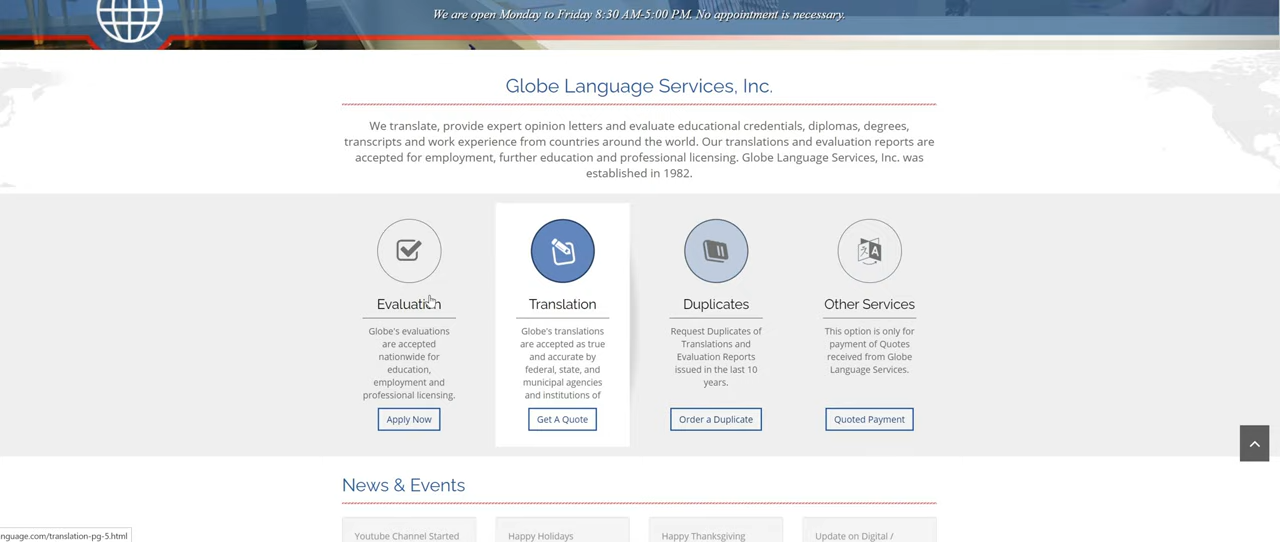 We are open Monday to Friday 8:30 AM-5:00 PM. No appointment is necessary.
Globe Language Services, Inc.
We translate, provide expert opinion letters and evaluate educational credentials, diplomas, degrees,
transcripts and work experience from countries around the world. Our translations and evaluation reports are
accepted for employment, further education and professional licensing. Globe Language Services, Inc. was
established in 1982.
Evaluation
Globe's evaluations
are accepted
nationwide for
education,
employment and
professional licensing.
Apply Now
Translation
Globe's translations
are accepted as true
and accurate by
federal, state, and
municipal agencies
and institutions of
Get A Quote
Duplicates
Request Duplicates of
Translations and
Evaluation Reports
issued in the last 10
years.
Order a Duplicate
Other Services
This option is only for
payment of Quotes
received from Globe
Language Services.
Quoted Payment
News & Events
Youtube Channel Started
Happy Holidays
Happy Thanksgiving
Update on Digital /
nguage.com/translation-pg-5.html